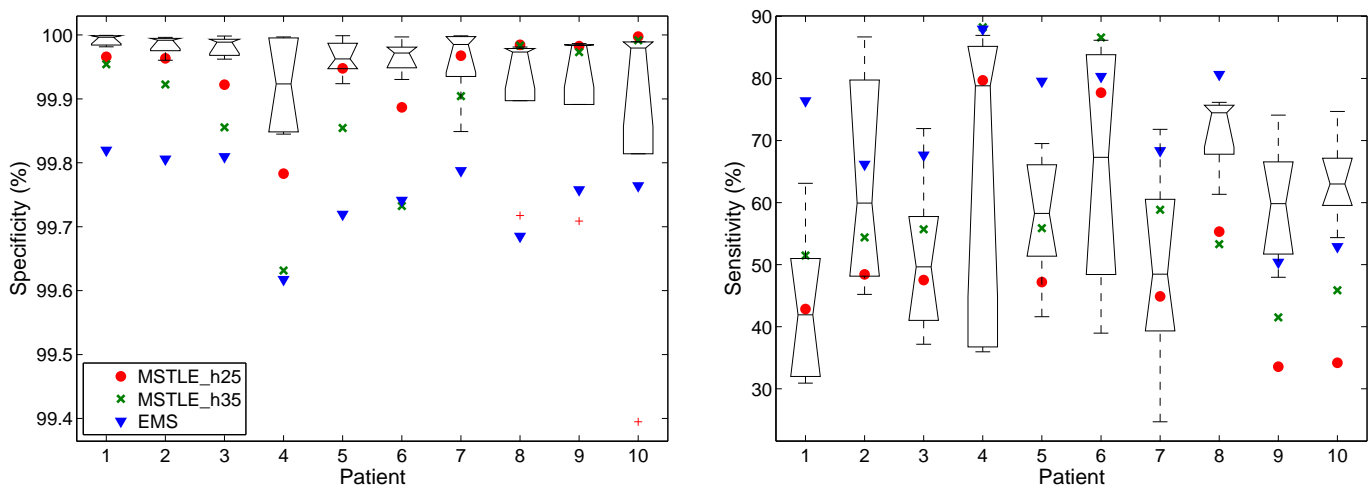 100
99.9
99.8
99.7
99.6
99.5
99.4
Specificity (%)
MSTLE_h25
MSTLE_h35
EMS
1 2 3 4 5 6 7 8 9 10
Patient
90
80
70
60
50
40
30
Sensitivity (%)
1 2 3 4 5 6 7 8 9 10
Patient